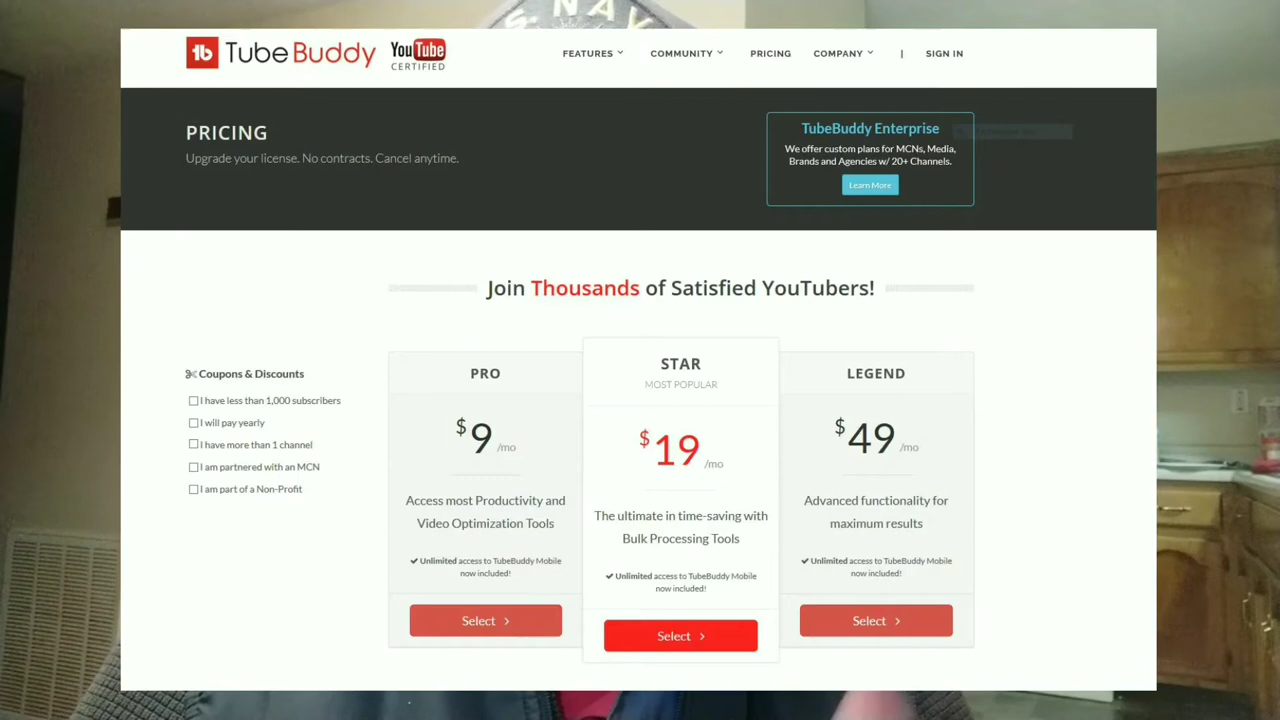 S. NAV
1b TubeBuddy
YouTube
CERTIFIED
FEATURES
COMMUNITY
PRICING
COMPANY
|
SIGN IN
PRICING
Upgrade your license. No contracts. Cancel anytime.
TubeBuddy Enterprise
We offer custom plans for MCNs, Media,
Brands and Agencies w/ 20+ Channels.
Learn More
Join Thousands of Satisfied YouTubers!
Coupons & Discounts
I have less than 1,000 subscribers
I will pay yearly
I have more than 1 channel
I am partnered with an MCN
I am part of a Non-Profit
PRO
$9 /mo
Access most Productivity and
Video Optimization Tools
Unlimited access to TubeBuddy Mobile
now included!
Select
STAR
MOST POPULAR
$19 /mo
The ultimate in time-saving with
Bulk Processing Tools
Unlimited access to TubeBuddy Mobile
now included!
Select
LEGEND
$49 /mo
Advanced functionality for
maximum results
Unlimited access to TubeBuddy Mobile
now included!
Select